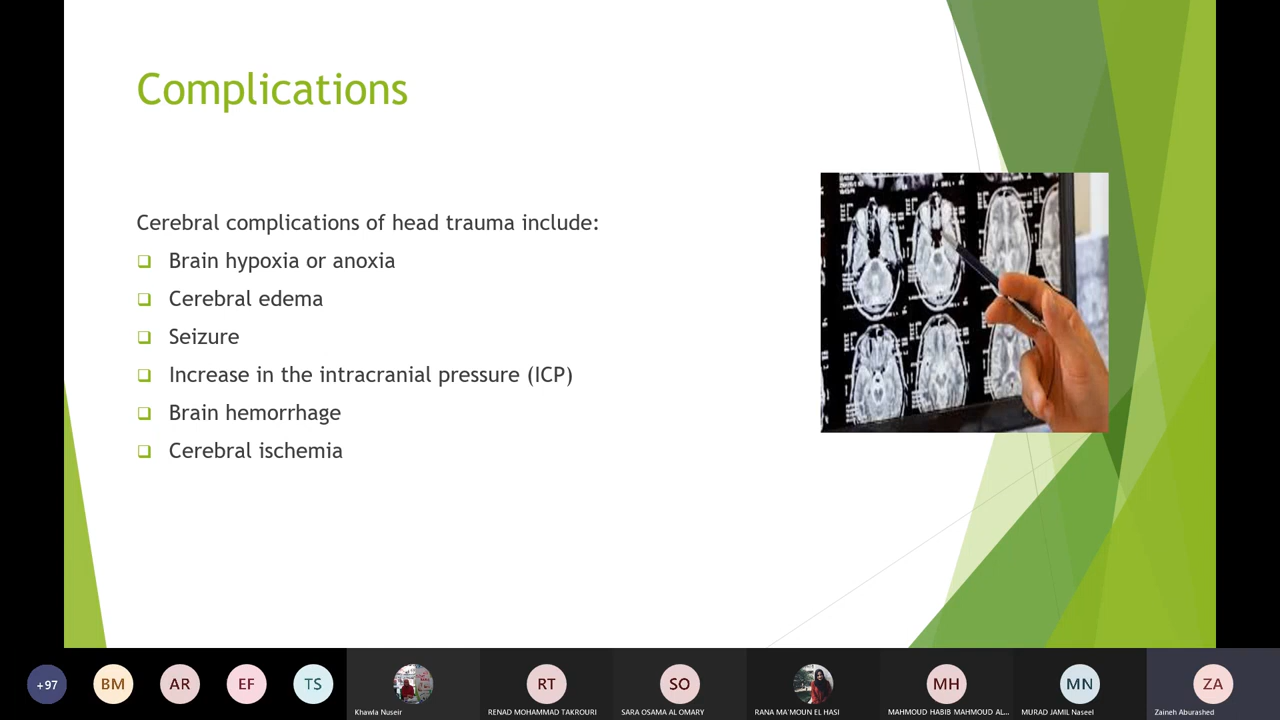 Complications
Cerebral complications of head trauma include:
❑ Brain hypoxia or anoxia
❑ Cerebral edema
❑ Seizure
❑ Increase in the intracranial pressure (ICP)
❑ Brain hemorrhage
❑ Cerebral ischemia
+97
BM
AR
EF
TS
RT
SO
MH
MN
ZA
Khawla Nuseir
RENAD MOHAMMAD TAKROURI
SARA OSAMA AL OMARY
RANA MA'MOUN EL HASI
MAHMOUD HABIB MAHMOUD AL...
MURAD JAMIL Naseel
Zaineh Aburashed